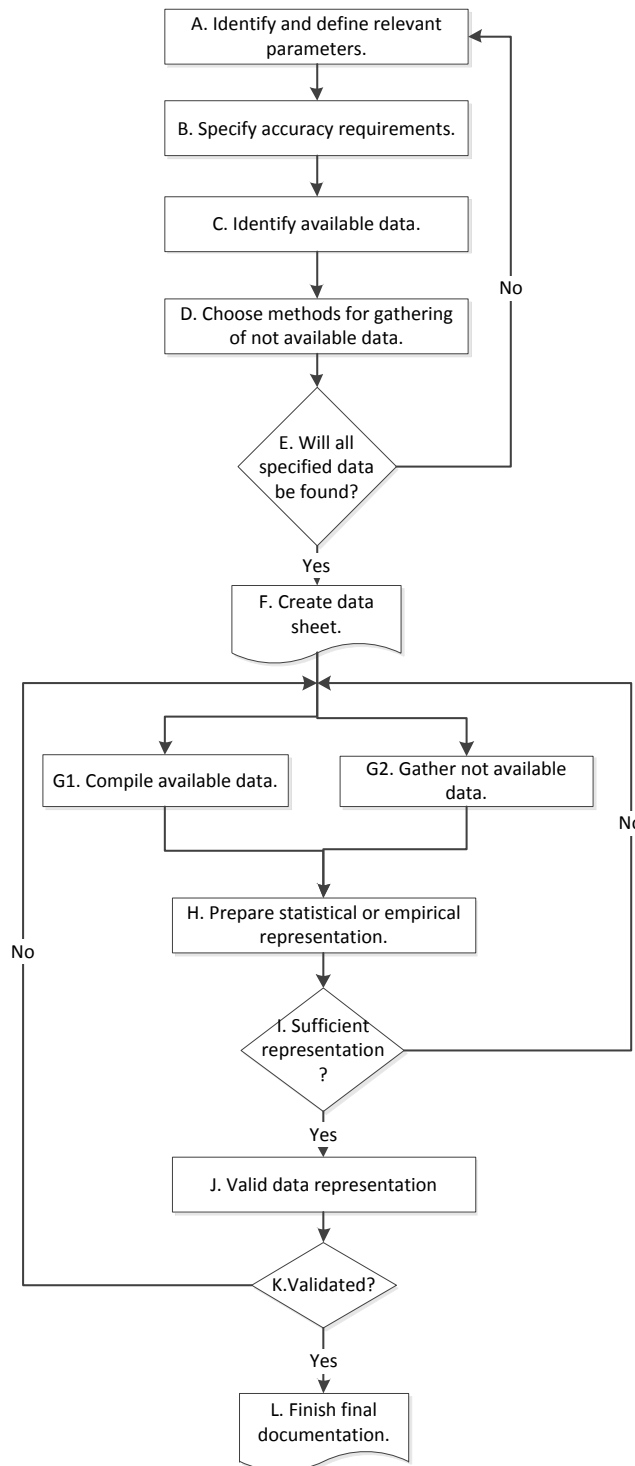 A. Identify and define relevant
parameters.
B. Specify accuracy requirements.
C. Identify available data.
No
D. Choose methods for gathering
of not available data.
E. Will all
specified data
be found?
Yes
F. Create data
sheet.
G1. Compile available data.
G2. Gather not available
data.
No
H. Prepare statistical or empirical
representation.
No
I. Sufficient
representation
?
Yes
J. Valid data representation
K.Validated?
Yes
L. Finish final
documentation.